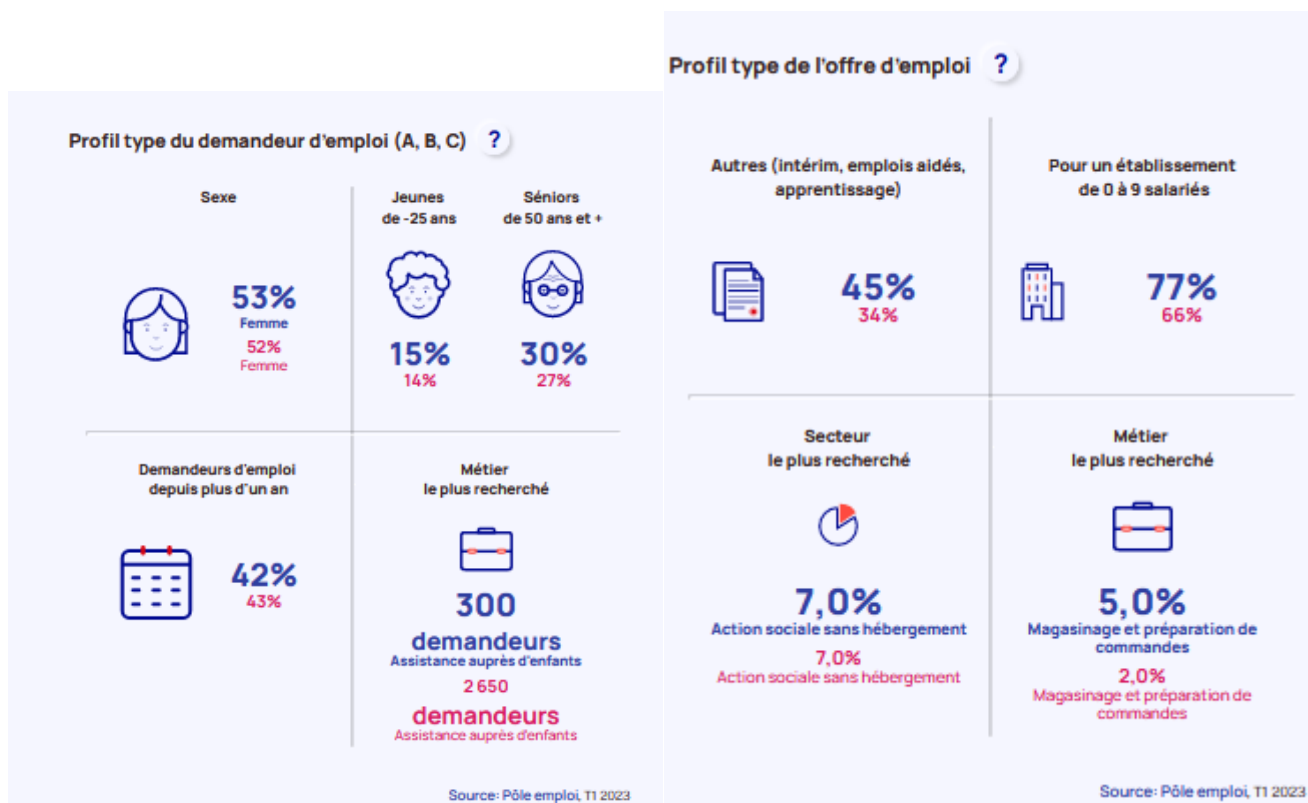 Profil type du demandeur d'emploi (A, B, C) ?
Sexe
53%
Femme
52%
Femme
Jeunes
de -25 ans
15%
14%
Séniors
de 50 ans et +
30%
27%
Demandeurs d'emploi
depuis plus d'un an
42%
43%
Métier
le plus recherché
300
demandeurs
Assistance auprès d'enfants
2 650
demandeurs
Assistance auprès d'enfants
Source: Pôle emploi, T1 2023
Profil type de l'offre d'emploi ?
Autres (intérim, emplois aidés,
apprentissage)
45%
34%
Pour un établissement
de 0 à 9 salariés
77%
66%
Secteur
le plus recherché
7,0%
Action sociale sans hébergement
7,0%
Action sociale sans hébergement
Métier
le plus recherché
5,0%
Magasinage et préparation de
commandes
2,0%
Magasinage et préparation de
commandes
Source: Pôle emploi, T1 2023